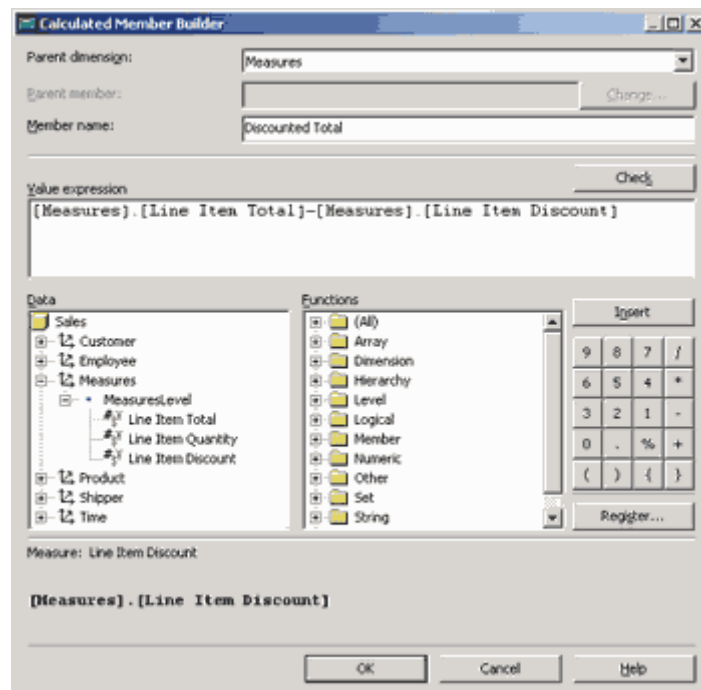 Calculated Member Builder
Parent dimension:
Measures
Parent member:
Change...
Member name:
Discounted Total
Check
Value expression
[Measures].[Line Item Total]-[Measures].[Line Item Discount]
Data
Functions
Sales
Customer
Employee
Measures
MeasuresLevel
Line Item Total
Line Item Quantity
Line Item Discount
Product
Shipper
Time
(All)
Array
Dimension
Hierarchy
Level
Logical
Member
Numeric
Other
Set
String
Insert
9 8 7 /
6 5 4 *
3 2 1 -
0 . % +
( ) { }
Register...
Measure: Line Item Discount
[Measures].[Line Item Discount]
OK
Cancel
Help